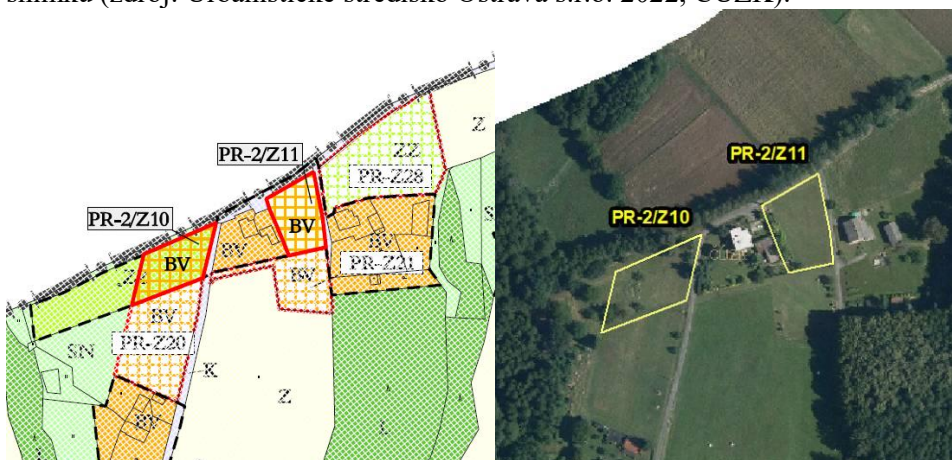 snímku (zdroj: Urbanistické středisko Ostrava s.r.o. 2022, ČÚZK).
Z
PR-2/Z11
ZZ
PR-Z28
PR-2/Z10
BV
BV
BV
BV
PR-Z21
BV
BV
PR-Z20
SN
K
Z
BV
L
L
PR-2/Z11
PR-2/Z10